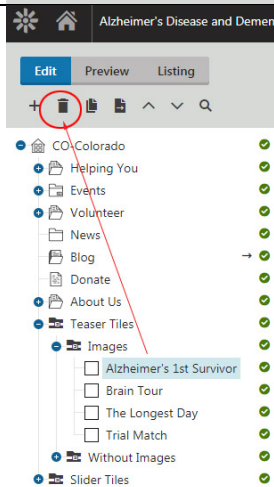 Alzheimer's Disease and Demen
Edit Preview Listing
CO-Colorado
Helping You
Events
Volunteer
News
Blog
Donate
About Us
Teaser Tiles
Images
Alzheimer's 1st Survivor
Brain Tour
The Longest Day
Trial Match
Without Images
Slider Tiles